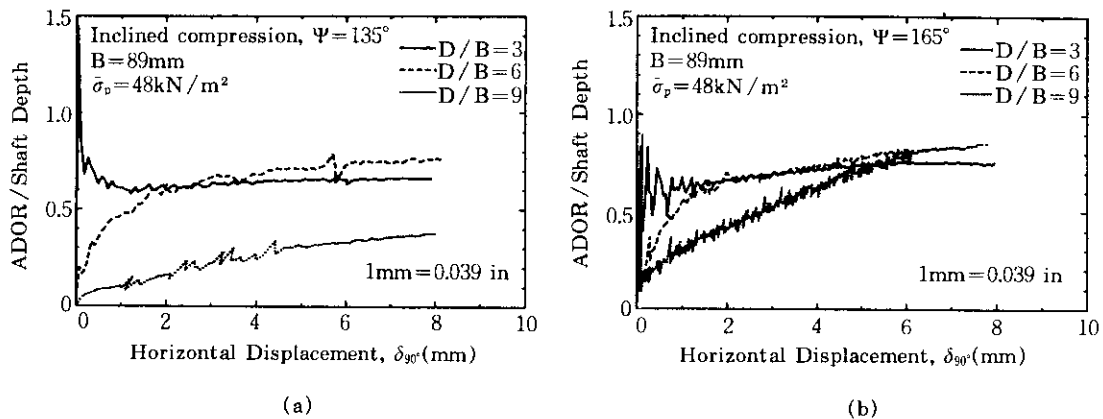 1.5
1.0
0.5
0
ADOR/Shaft Depth
Inclined compression, Ψ=135°
B=89mm
σ̄ₚ=48kN/m²
D/B=3
D/B=6
D/B=9
1mm=0.039 in
0 2 4 6 8 10
Horizontal Displacement, δ₉₀°(mm)
(a)
1.5
1.0
0.5
0
ADOR/Shaft Depth
Inclined compression, Ψ=165°
B=89mm
σ̄ₚ=48kN/m²
D/B=3
D/B=6
D/B=9
1mm=0.039 in
0 2 4 6 8 10
Horizontal Displacement, δ₉₀°(mm)
(b)